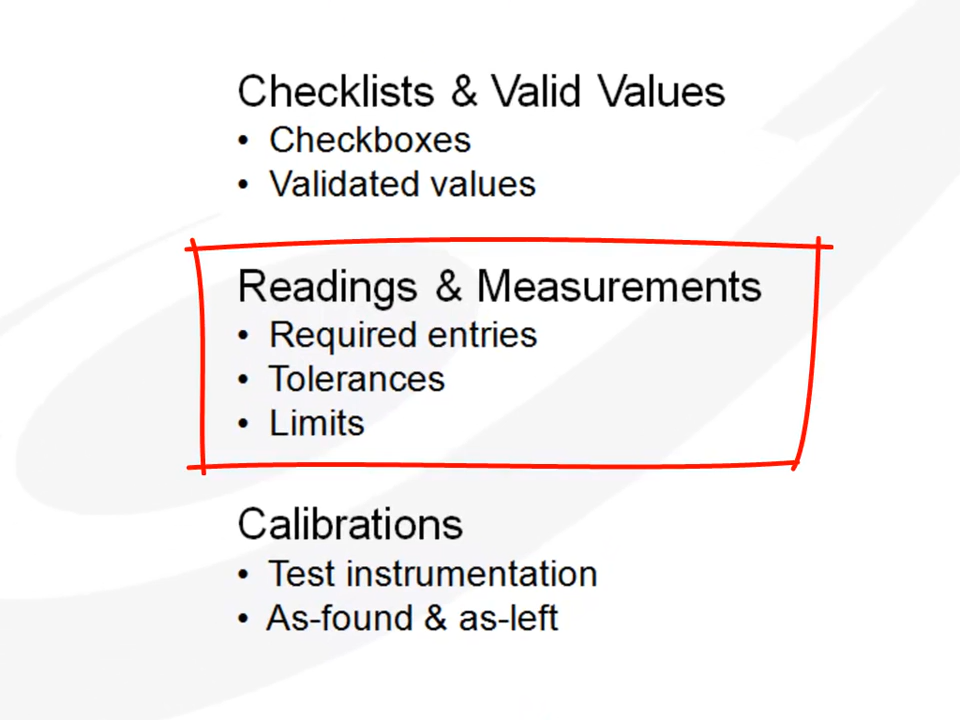 Checklists & Valid Values
• Checkboxes
• Validated values
Readings & Measurements
• Required entries
• Tolerances
• Limits
Calibrations
• Test instrumentation
• As-found & as-left